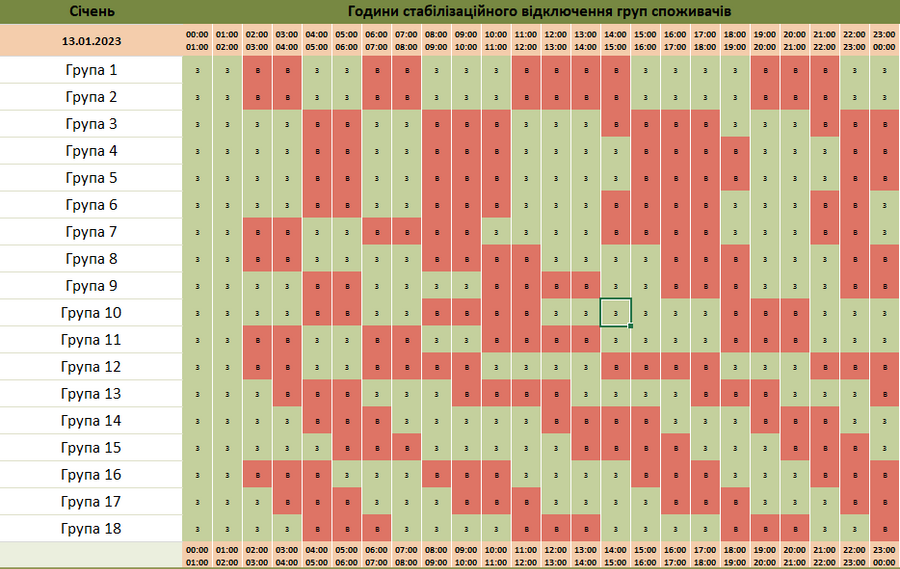 Січень Години стабілізаційного відключення груп споживачів
13.01.2023 00:00 01:00 02:00 03:00 04:00 05:00 06:00 07:00 08:00 09:00 10:00 11:00 12:00 13:00 14:00 15:00 16:00 17:00 18:00 19:00 20:00 21:00 22:00 23:00
01:00 02:00 03:00 04:00 05:00 06:00 07:00 08:00 09:00 10:00 11:00 12:00 13:00 14:00 15:00 16:00 17:00 18:00 19:00 20:00 21:00 22:00 23:00 00:00
Група 1 З З В В З З В В З З З В В В В З З З З В В В З З
Група 2 З З В В З З В В З З З В В В В З З З З В В В З З
Група 3 З З З З В В З З В В В З З З В В В В З З З В В В
Група 4 З З З З В В З З В В В З З З З В В В В З З З В В
Група 5 З З З З В В З З В В В З З З З В В В В З З З В В
Група 6 З З З З В В З З В В В З З З В В В В З З З В В З
Група 7 З З В В З З В В В В З З З З В В В В З З З В В З
Група 8 З З В В З З З З В В В В З З З З В В В З З З В В
Група 9 З З З З В В З З З З В В В В З З В В В З З З В В
Група 10 З З З З В В З З В В В В З З З З З З В В В З З З
Група 11 З З В В З З В В З З В В В В З З З З В В В З З З
Група 12 З З В В З З В В В В З З З З В В В В З З З В В В
Група 13 З З З В В В З З З В В В В З З З З В В В З З З В
Група 14 З З З З В В В З З З З З В В В В З З З В В В З З
Група 15 З З З З З В В В З З З З З В В В В З З З В В В З
Група 16 З З В В В З З З В В В З З З З В В В З З З В В В
Група 17 З З З В В В З З З В В В З З З З В В В З З З В В
Група 18 З З З З В В В З З З З В В В З З З З В В В З З В
00:00 01:00 02:00 03:00 04:00 05:00 06:00 07:00 08:00 09:00 10:00 11:00 12:00 13:00 14:00 15:00 16:00 17:00 18:00 19:00 20:00 21:00 22:00 23:00
01:00 02:00 03:00 04:00 05:00 06:00 07:00 08:00 09:00 10:00 11:00 12:00 13:00 14:00 15:00 16:00 17:00 18:00 19:00 20:00 21:00 22:00 23:00 00:00